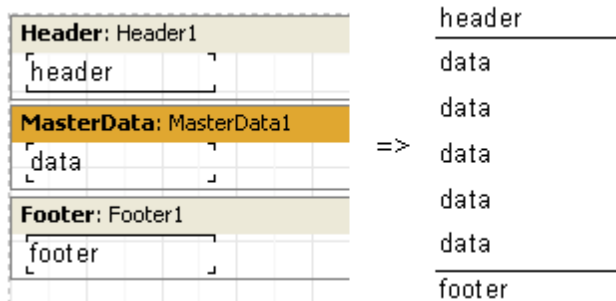 Header: Header1
header
MasterData: MasterData1
data
Footer: Footer1
footer
=>
header
data
data
data
data
data
footer